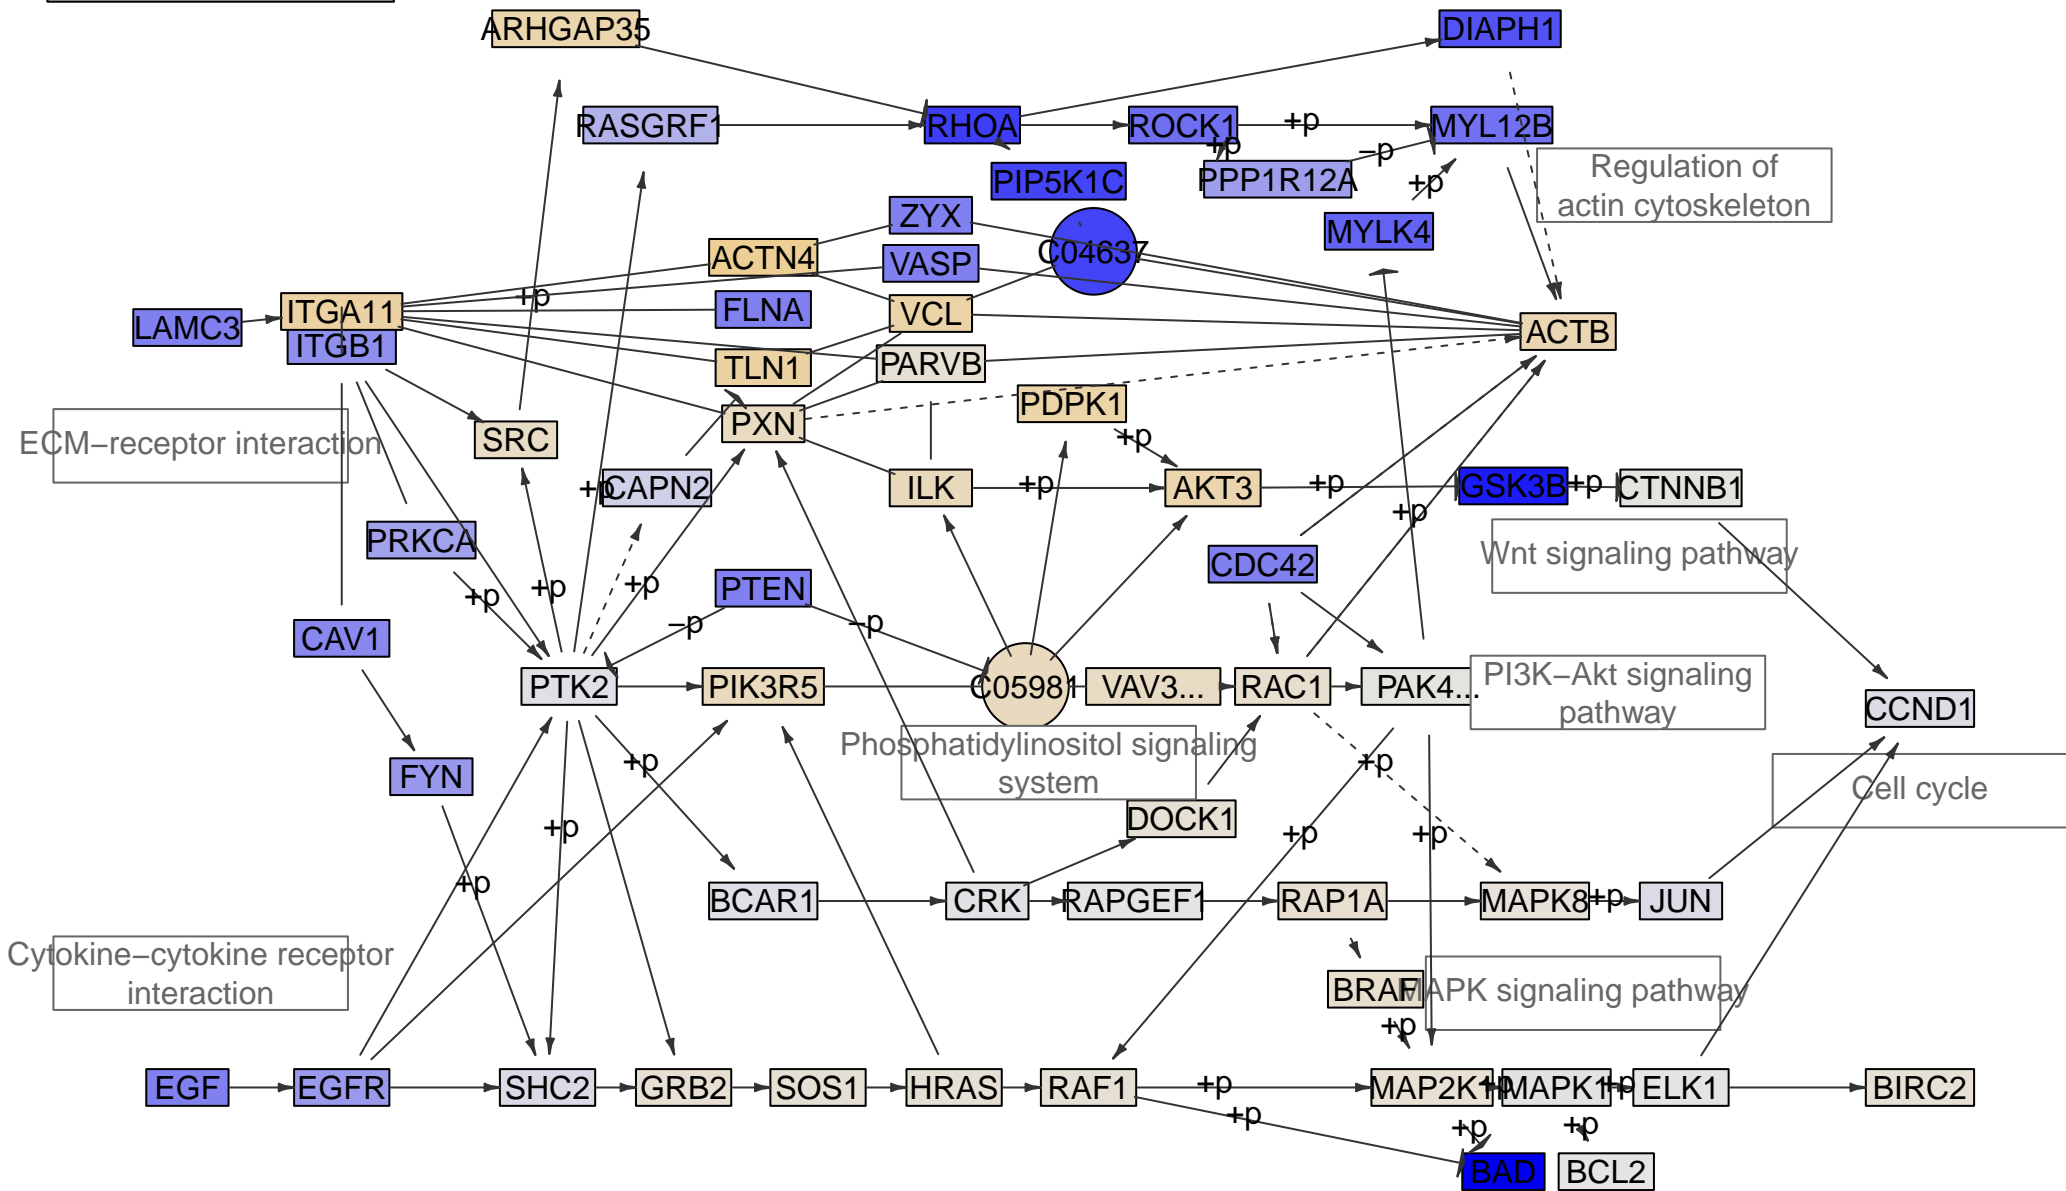 ARHGAP35
DIAPH1
RASGRF1
RHOA
ROCK1
+p
MYL12B
+p
−p
PIP5K1C
PPP1R12A
+p
Regulation of
actin cytoskeleton
ZYX
MYLK4
ACTN4
VASP
C04637
+p
ITGA11
FLNA
VCL
LAMC3
ITGB1
ACTB
TLN1
PARVB
PDPK1
PXN
+p
ECM−receptor interaction
SRC
+p
CAPN2
ILK
+p
AKT3
+p
GSK3B
+p
CTNNB1
+p
PRKCA
Wnt signaling pathway
CDC42
+p
+p
+p
PTEN
−p
−p
CAV1
PTK2
PIK3R5
C05981
VAV3...
RAC1
PAK4...
PI3K−Akt signaling
pathway
CCND1
Phosphatidylinositol signaling
system
FYN
+p
+p
Cell cycle
DOCK1
+p
+p
+p
+p
BCAR1
CRK
RAPGEF1
RAP1A
MAPK8
+p
JUN
Cytokine−cytokine receptor
interaction
BRAF
MAPK signaling pathway
+p
EGF
EGFR
SHC2
GRB2
SOS1
HRAS
RAF1
+p
MAP2K1
+p
MAPK1
+p
ELK1
BIRC2
+p
+p
+p
BAD
BCL2